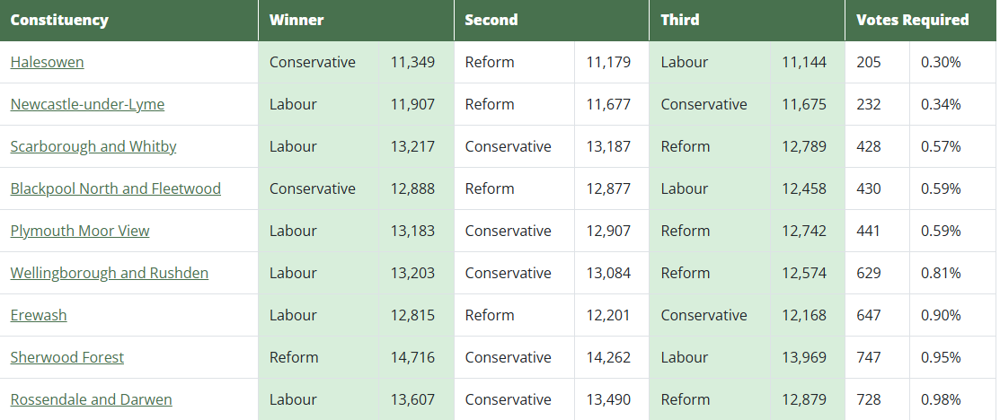 Constituency Winner Second Third Votes Required
Halesowen Conservative 11,349 Reform 11,179 Labour 11,144 205 0.30%
Newcastle-under-Lyme Labour 11,907 Reform 11,677 Conservative 11,675 232 0.34%
Scarborough and Whitby Labour 13,217 Conservative 13,187 Reform 12,789 428 0.57%
Blackpool North and Fleetwood Conservative 12,888 Reform 12,877 Labour 12,458 430 0.59%
Plymouth Moor View Labour 13,183 Conservative 12,907 Reform 12,742 441 0.59%
Wellingborough and Rushden Labour 13,203 Conservative 13,084 Reform 12,574 629 0.81%
Erewash Labour 12,815 Reform 12,201 Conservative 12,168 647 0.90%
Sherwood Forest Reform 14,716 Conservative 14,262 Labour 13,969 747 0.95%
Rossendale and Darwen Labour 13,607 Conservative 13,490 Reform 12,879 728 0.98%